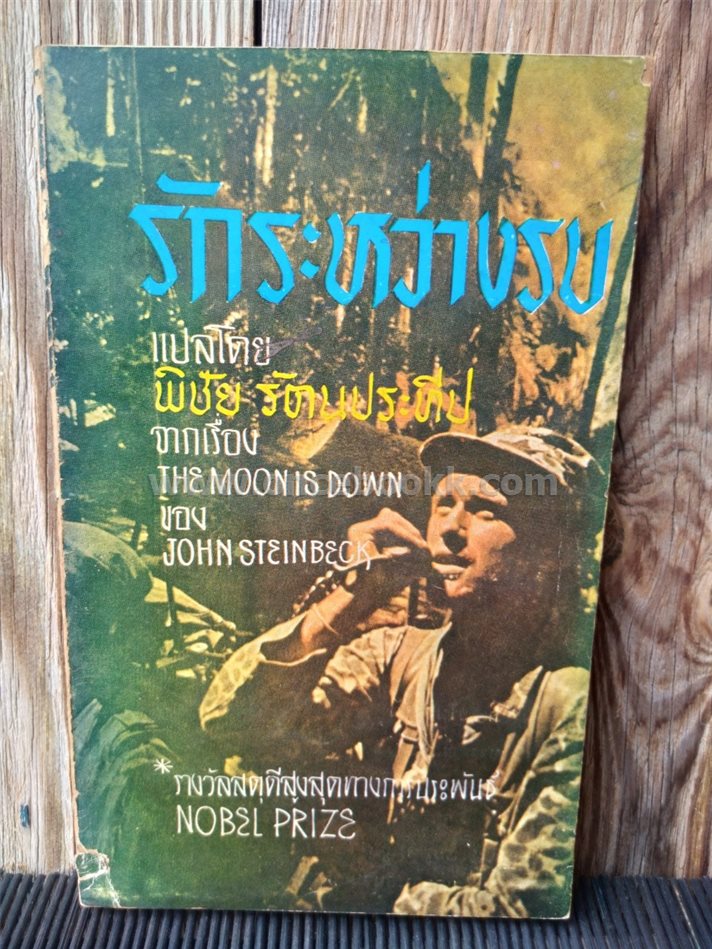 รักระหว่างรบ
แปลโดย
พิชัย รัตนประทีป
จากเรื่อง
THE MOON IS DOWN
ของ
JOHN STEINBECK
*รางวัลสดุดีสูงสุดทางการประพันธ์
NOBEL PRIZE